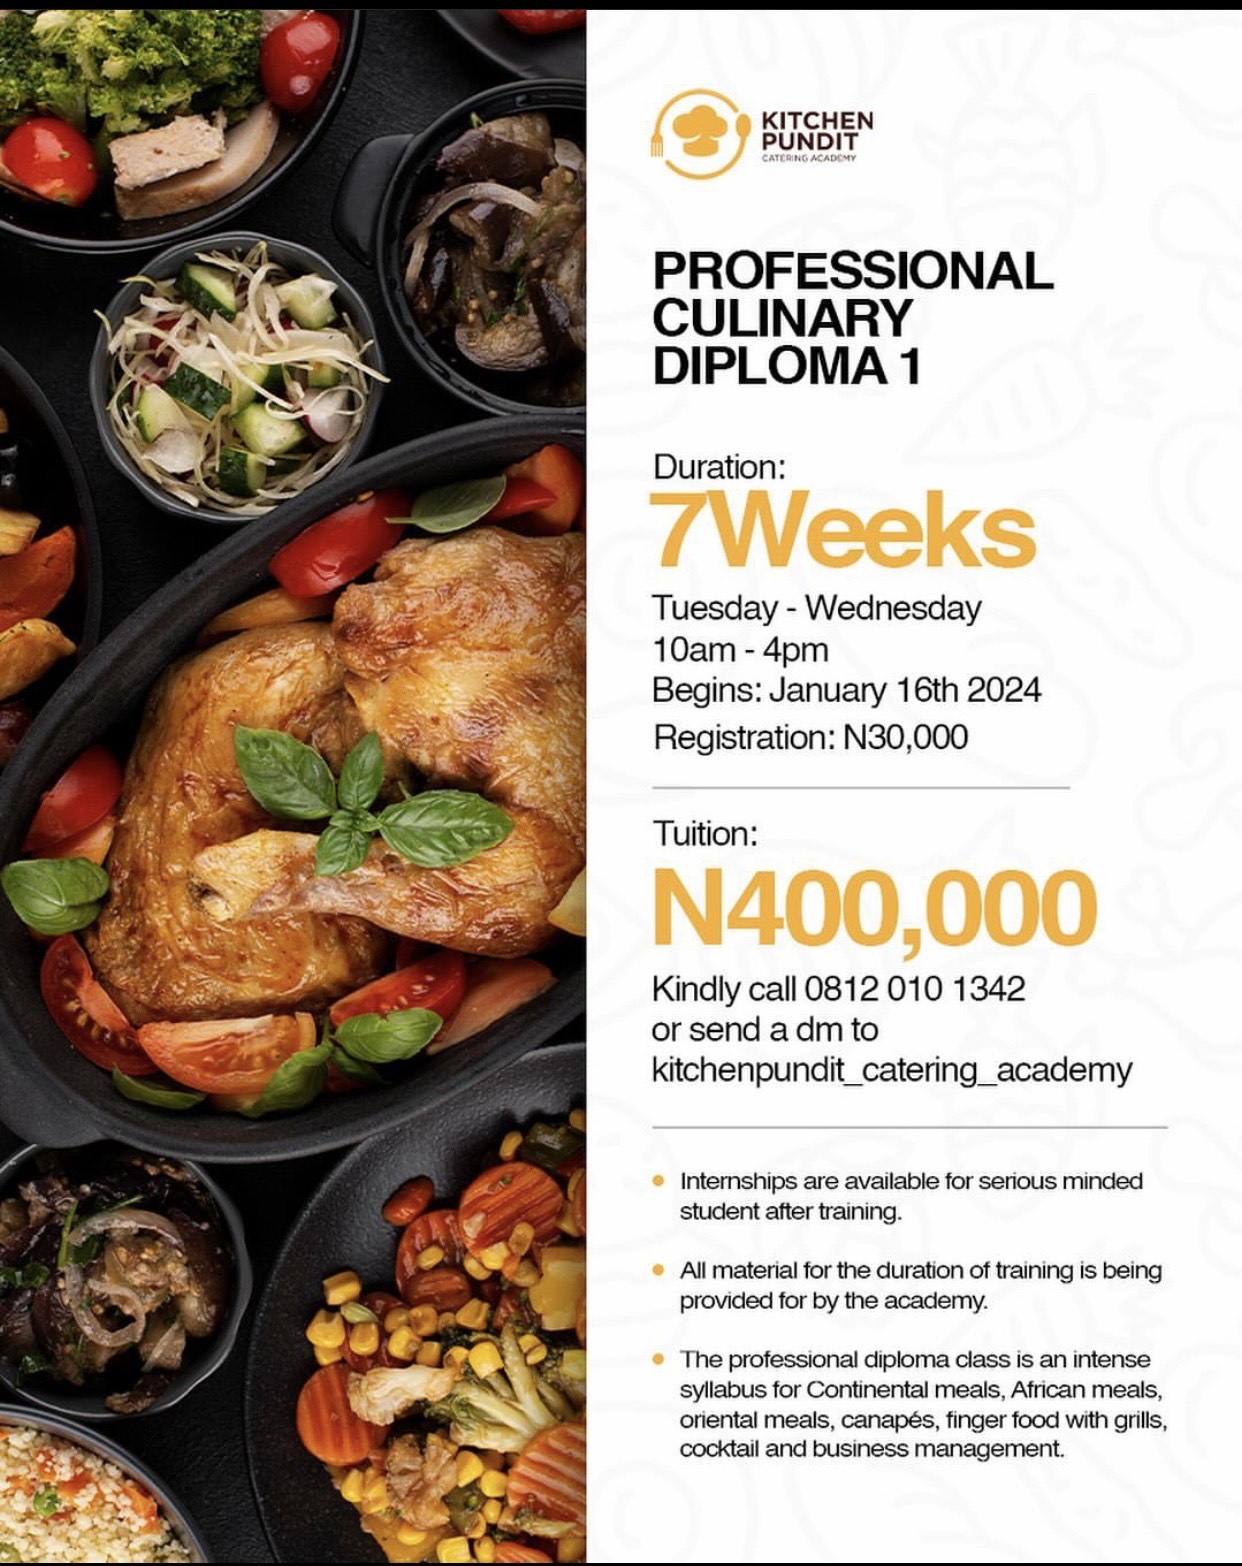 KITCHEN
PUNDIT
CATERING ACADEMY
PROFESSIONAL
CULINARY
DIPLOMA 1
Duration:
7Weeks
Tuesday - Wednesday
10am - 4pm
Begins: January 16th 2024
Registration: N30,000
Tuition:
N400,000
Kindly call 0812 010 1342
or send a dm to
kitchenpundit_catering_academy
• Internships are available for serious minded
student after training.
• All material for the duration of training is being
provided for by the academy.
• The professional diploma class is an intense
syllabus for Continental meals, African meals,
oriental meals, canapés, finger food with grills,
cocktail and business management.